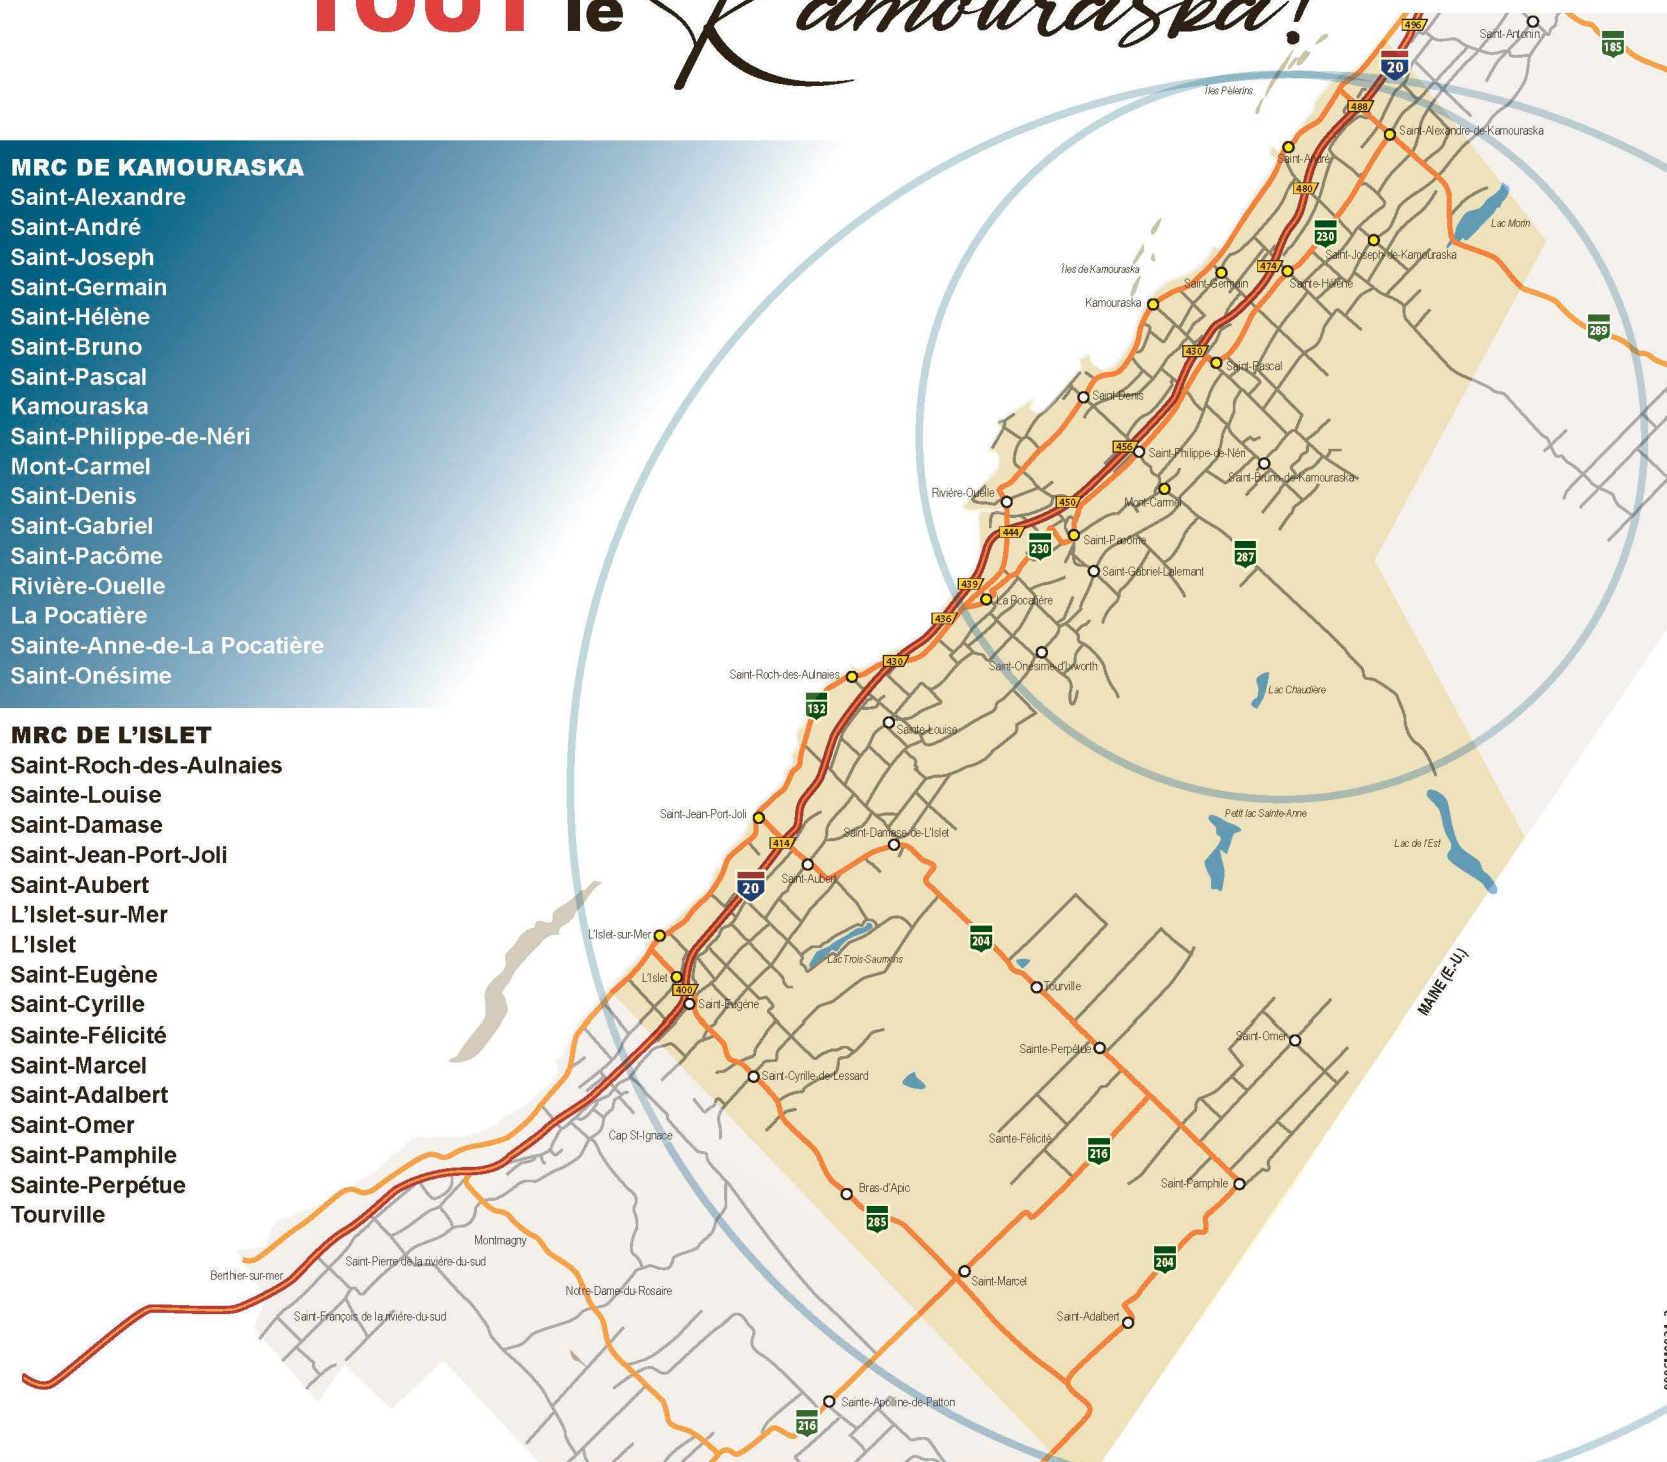 TOUT le Kamouraska!
MRC DE KAMOURASKA
Saint-Alexandre
Saint-André
Saint-Joseph
Saint-Germain
Saint-Hélène
Saint-Bruno
Saint-Pascal
Kamouraska
Saint-Philippe-de-Néri
Mont-Carmel
Saint-Denis
Saint-Gabriel
Saint-Pacôme
Rivière-Ouelle
La Pocatière
Sainte-Anne-de-La Pocatière
Saint-Onésime
MRC DE L'ISLET
Saint-Roch-des-Aulnaies
Sainte-Louise
Saint-Damase
Saint-Jean-Port-Joli
Saint-Aubert
L'Islet-sur-Mer
L'Islet
Saint-Eugène
Saint-Cyrille
Sainte-Félicité
Saint-Marcel
Saint-Adalbert
Saint-Omer
Saint-Pamphile
Sainte-Perpétue
Tourville
496
Saint-Antonin
185
20
Îles Pèlerins
488
Saint-Alexandre-de-Kamouraska
Saint-André
480
Lac Morin
230
Saint-Joseph-de-Kamouraska
Îles de Kamouraska
474
Saint-Germain
Sainte-Hélène
Kamouraska
289
430
Saint-Pascal
Saint-Denis
456
Saint-Philippe-de-Néri
Saint-Bruno-de-Kamouraska
Rivière-Ouelle
450
Mont-Carmel
444
230
Saint-Pacôme
287
Saint-Gabriel-Lalemant
439
La Pocatière
436
430
Saint-Onésime-d'Ixworth
Saint-Roch-des-Aulnaies
Lac Chaudière
132
Sainte-Louise
Saint-Jean-Port-Joli
Petit lac Sainte-Anne
414
Saint-Damase-de-L'Islet
Lac de l'Est
Saint-Aubert
20
L'Islet-sur-Mer
204
Lac Trois-Saumons
L'Islet
400
Saint-Eugène
Tourville
MAINE (E.-U.)
Saint-Omer
Sainte-Perpétue
Saint-Cyrille-de-Lessard
Cap St-Ignace
Sainte-Félicité
216
Saint-Pamphile
Bras-d'Apic
285
Montmagny
Saint-Pierre de la rivière-du-sud
204
Berthier-sur-mer
Saint-Marcel
Notre-Dame-du-Rosaire
Saint-François de la rivière-du-sud
Saint-Adalbert
Sainte-Apolline-de-Patton
216